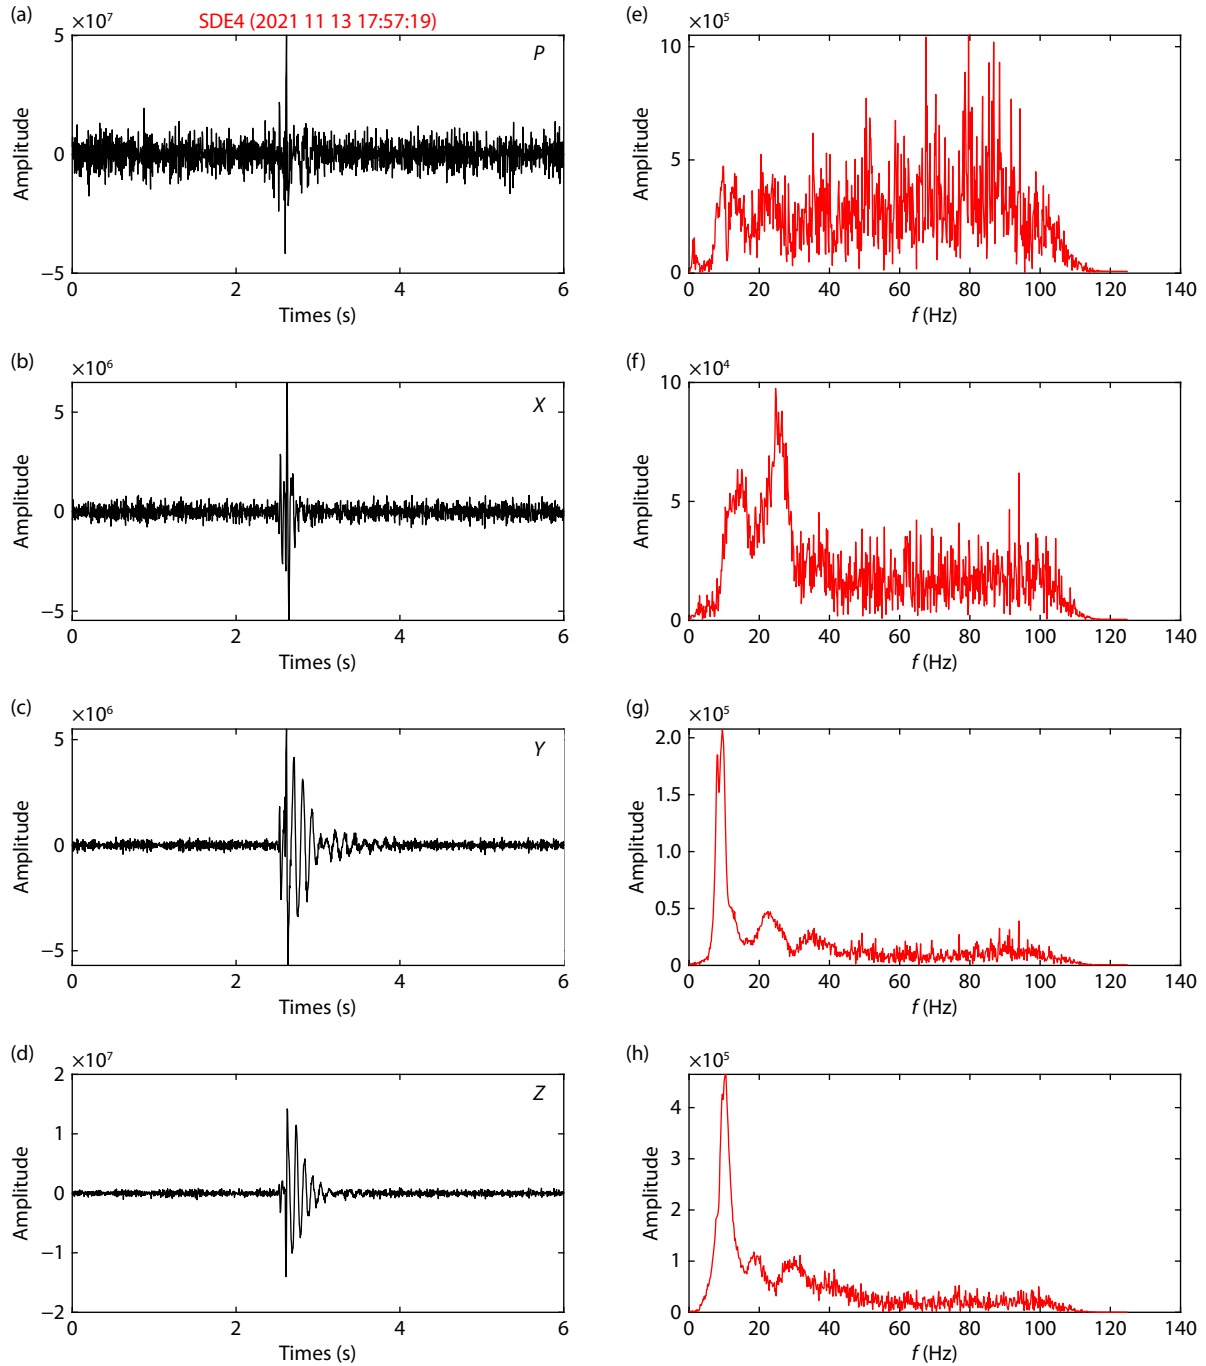 (a)
×10⁷
SDE4 (2021 11 13 17:57:19)
P
5
0
−5
Amplitude
0 2 4 6
Times (s)
(e)
×10⁵
10
5
0
Amplitude
0 20 40 60 80 100 120 140
f (Hz)
(b)
×10⁶
X
5
0
−5
Amplitude
0 2 4 6
Times (s)
(f)
×10⁴
10
5
0
Amplitude
0 20 40 60 80 100 120 140
f (Hz)
(c)
×10⁶
Y
5
0
−5
Amplitude
0 2 4 6
Times (s)
(g)
×10⁵
2.0
1.5
1.0
0.5
0
Amplitude
0 20 40 60 80 100 120 140
f (Hz)
(d)
×10⁷
Z
2
1
0
−1
−2
Amplitude
0 2 4 6
Times (s)
(h)
×10⁵
4
3
2
1
0
Amplitude
0 20 40 60 80 100 120 140
f (Hz)